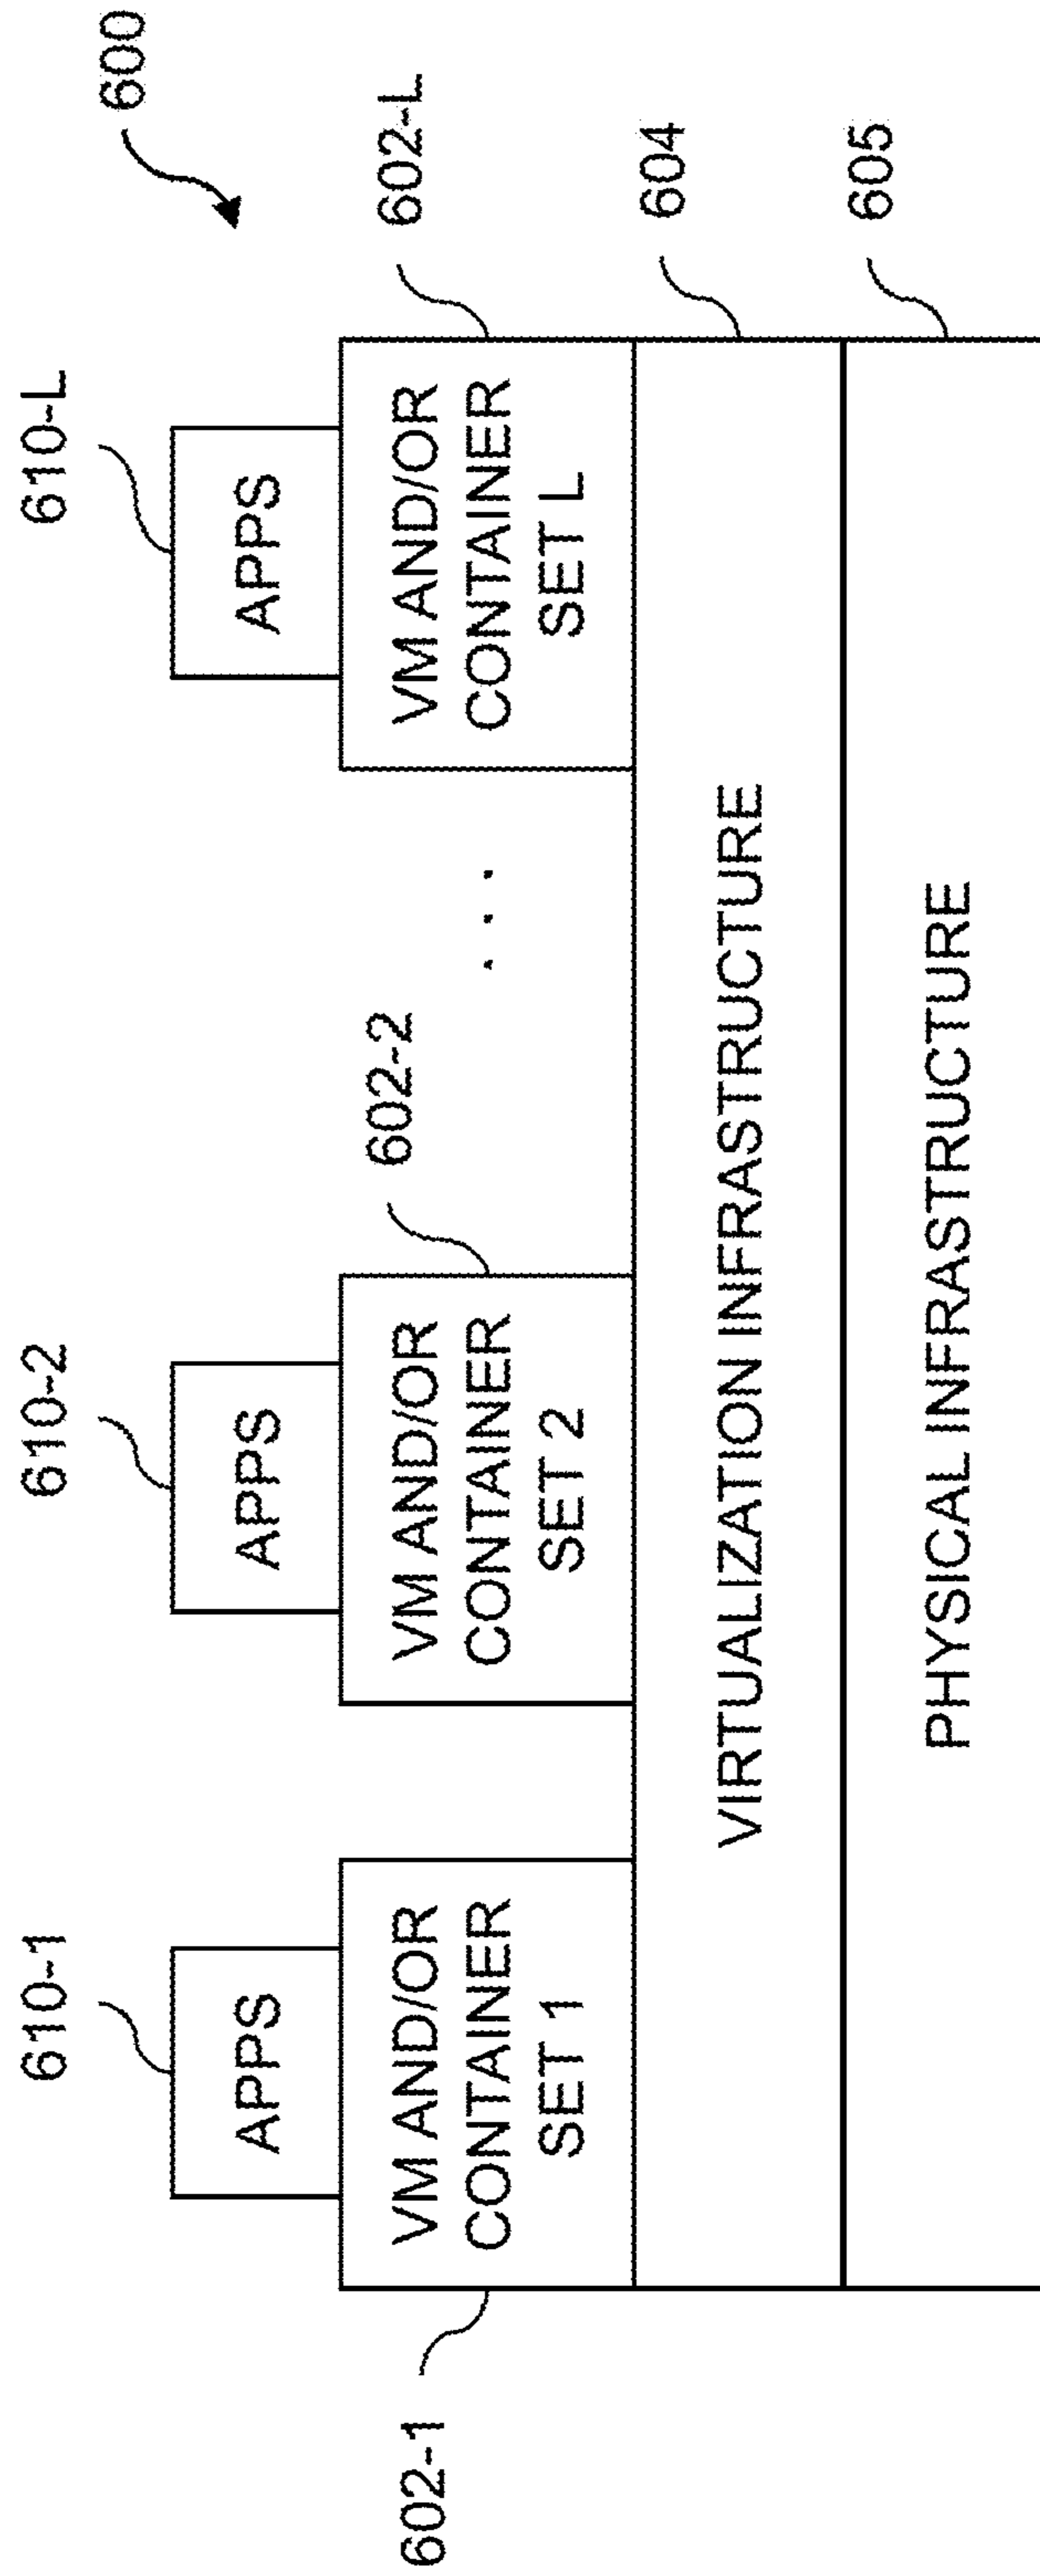 600
610-1
610-2
610-L
APPS
APPS
APPS
602-1
VM AND/OR
CONTAINER
SET 1
VM AND/OR
CONTAINER
SET 2
602-2
. . .
VM AND/OR
CONTAINER
SET L
602-L
VIRTUALIZATION INFRASTRUCTURE
604
PHYSICAL INFRASTRUCTURE
605